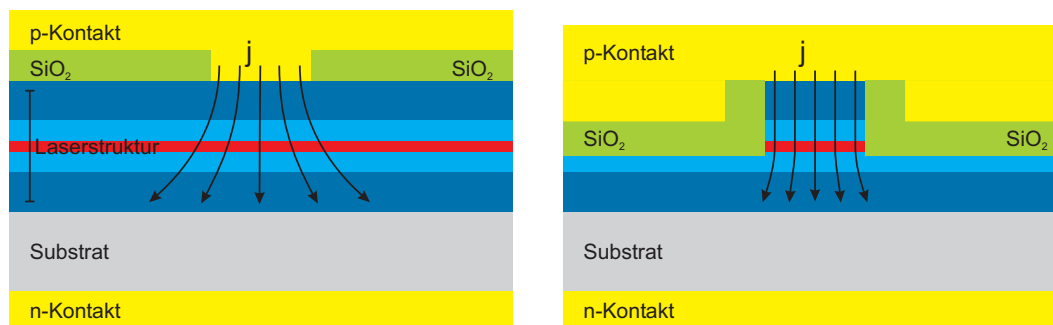 p-Kontakt
j
SiO₂
SiO₂
Laserstruktur
Substrat
n-Kontakt
p-Kontakt
j
SiO₂
SiO₂
Substrat
n-Kontakt